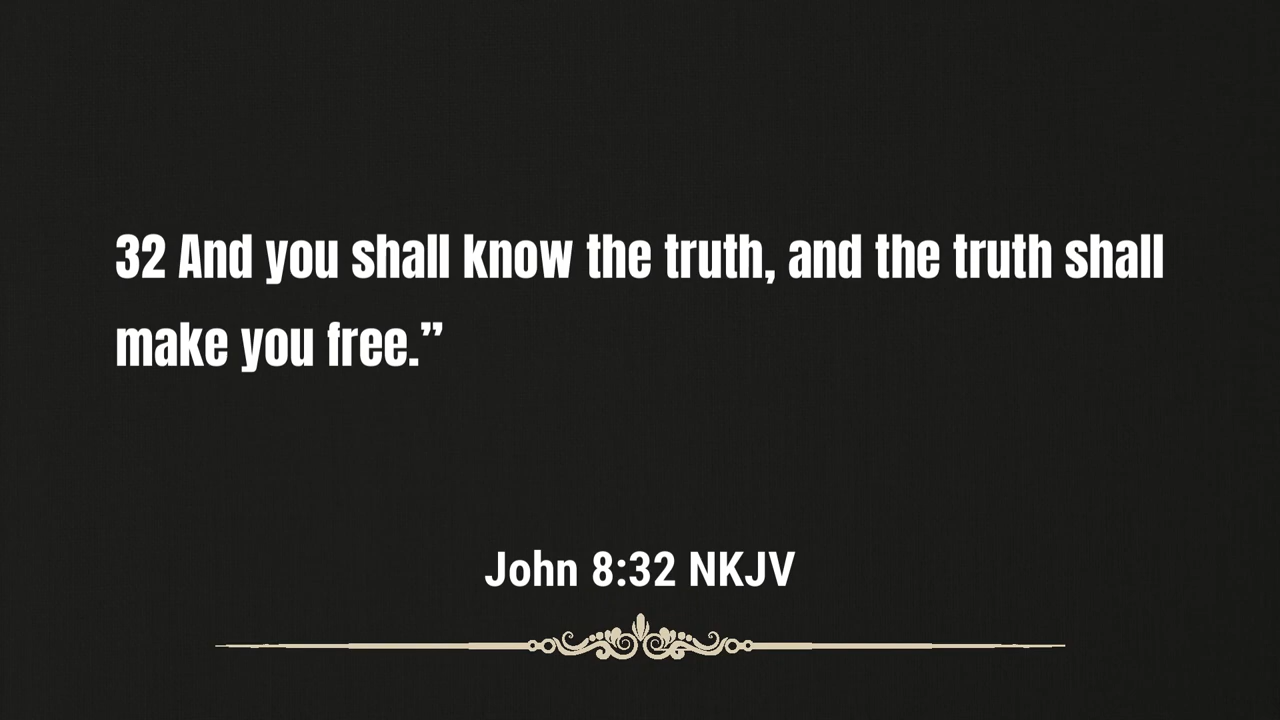 32 And you shall know the truth, and the truth shall
make you free.”
John 8:32 NKJV